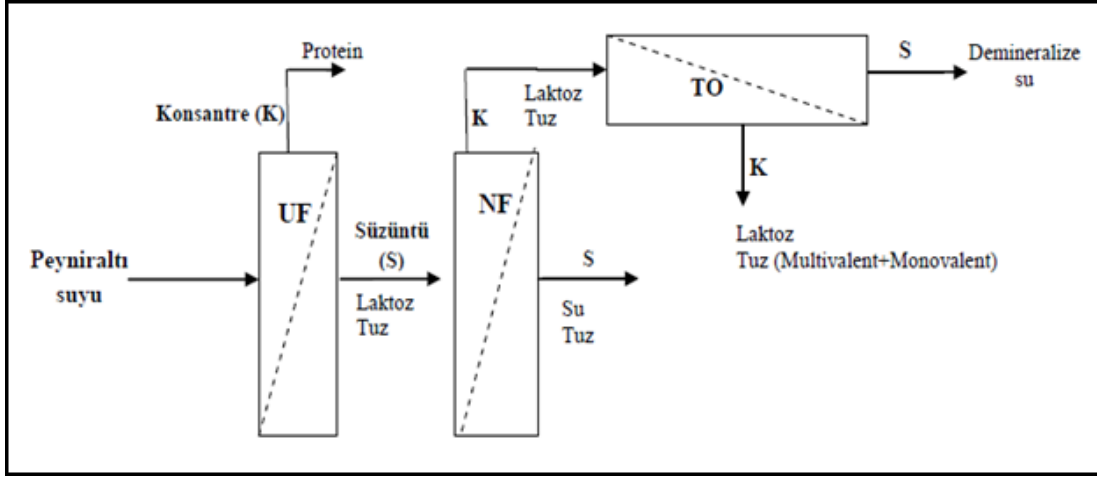 Peyniraltı
suyu
UF
Konsantre (K)
Protein
Süzüntü
(S)
Laktoz
Tuz
NF
K
Laktoz
Tuz
S
Su
Tuz
TO
S
Demineralize
su
K
Laktoz
Tuz (Multivalent+Monovalent)